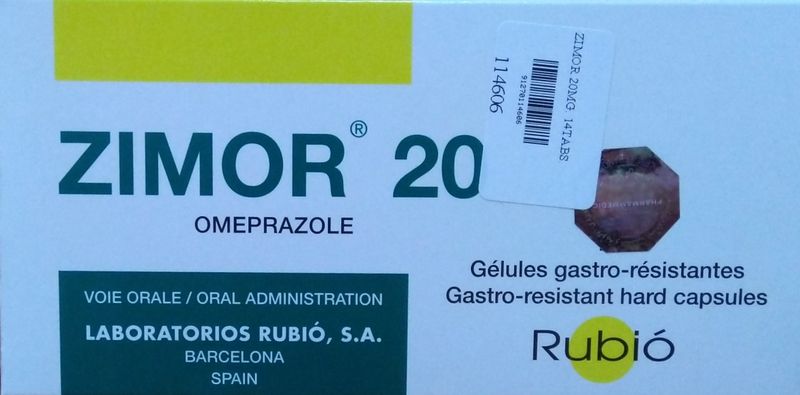 ZIMOR® 20
OMEPRAZOLE
VOIE ORALE / ORAL ADMINISTRATION
LABORATORIOS RUBIÓ, S.A.
BARCELONA
SPAIN
ZIMOR 20MG 14TABS
91270114606
114606
Gélules gastro-résistantes
Gastro-resistant hard capsules
Rubió